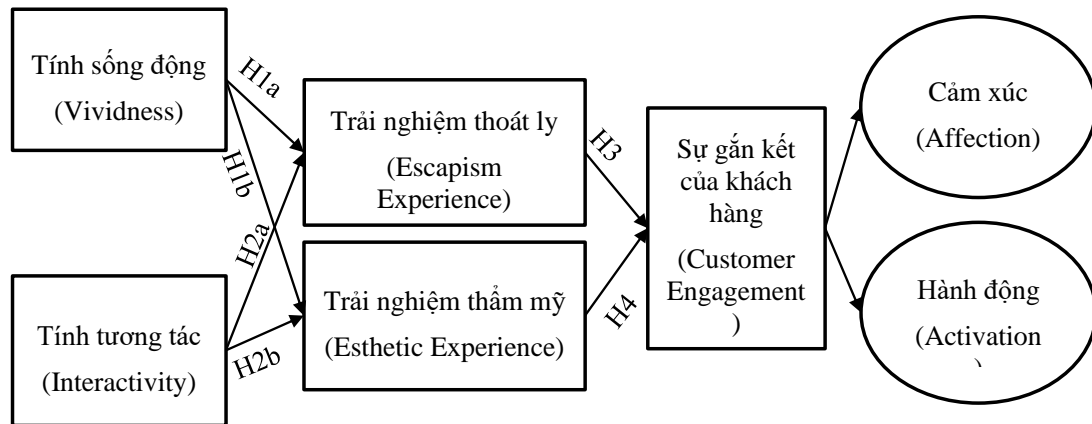 Tính sống động
(Vividness)
H1a
H1b
H2a
H2b
Tính tương tác
(Interactivity)
Trải nghiệm thoát ly
(Escapism
Experience)
Trải nghiệm thẩm mỹ
(Esthetic Experience)
H3
H4
Sự gắn kết
của khách
hàng
(Customer
Engagement
)
Cảm xúc
(Affection)
Hành động
(Activation
)